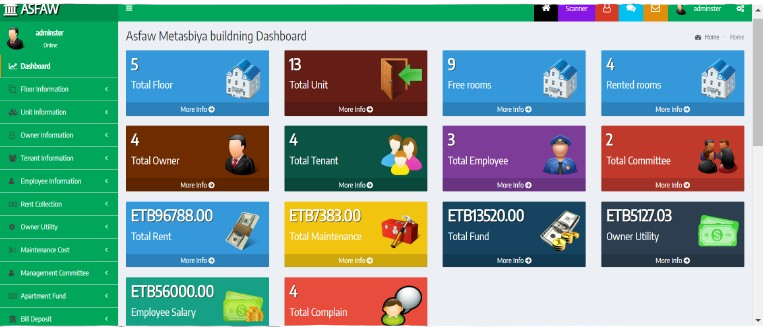 ASFAW
Scanner
adminster
adminster
Online
Asfaw Metasbiya buildning Dashboard
Home
Home
Dashboard
Floor Information
Unit Information
Owner Information
Tenant Information
Employee Information
Rent Collection
Owner Utility
Maintenance Cost
Management Committee
Apartment Fund
Bill Deposit
5
Total Floor
More Info
13
Total Unit
More Info
9
Free rooms
More Info
4
Rented rooms
More Info
4
Total Owner
More Info
4
Total Tenant
More Info
3
Total Employee
More Info
2
Total Committee
More Info
ETB96788.00
Total Rent
More Info
ETB7383.00
Total Maintenance
More Info
ETB13520.00
Total Fund
More Info
ETB5127.03
Owner Utility
More Info
ETB56000.00
Employee Salary
4
Total Complain